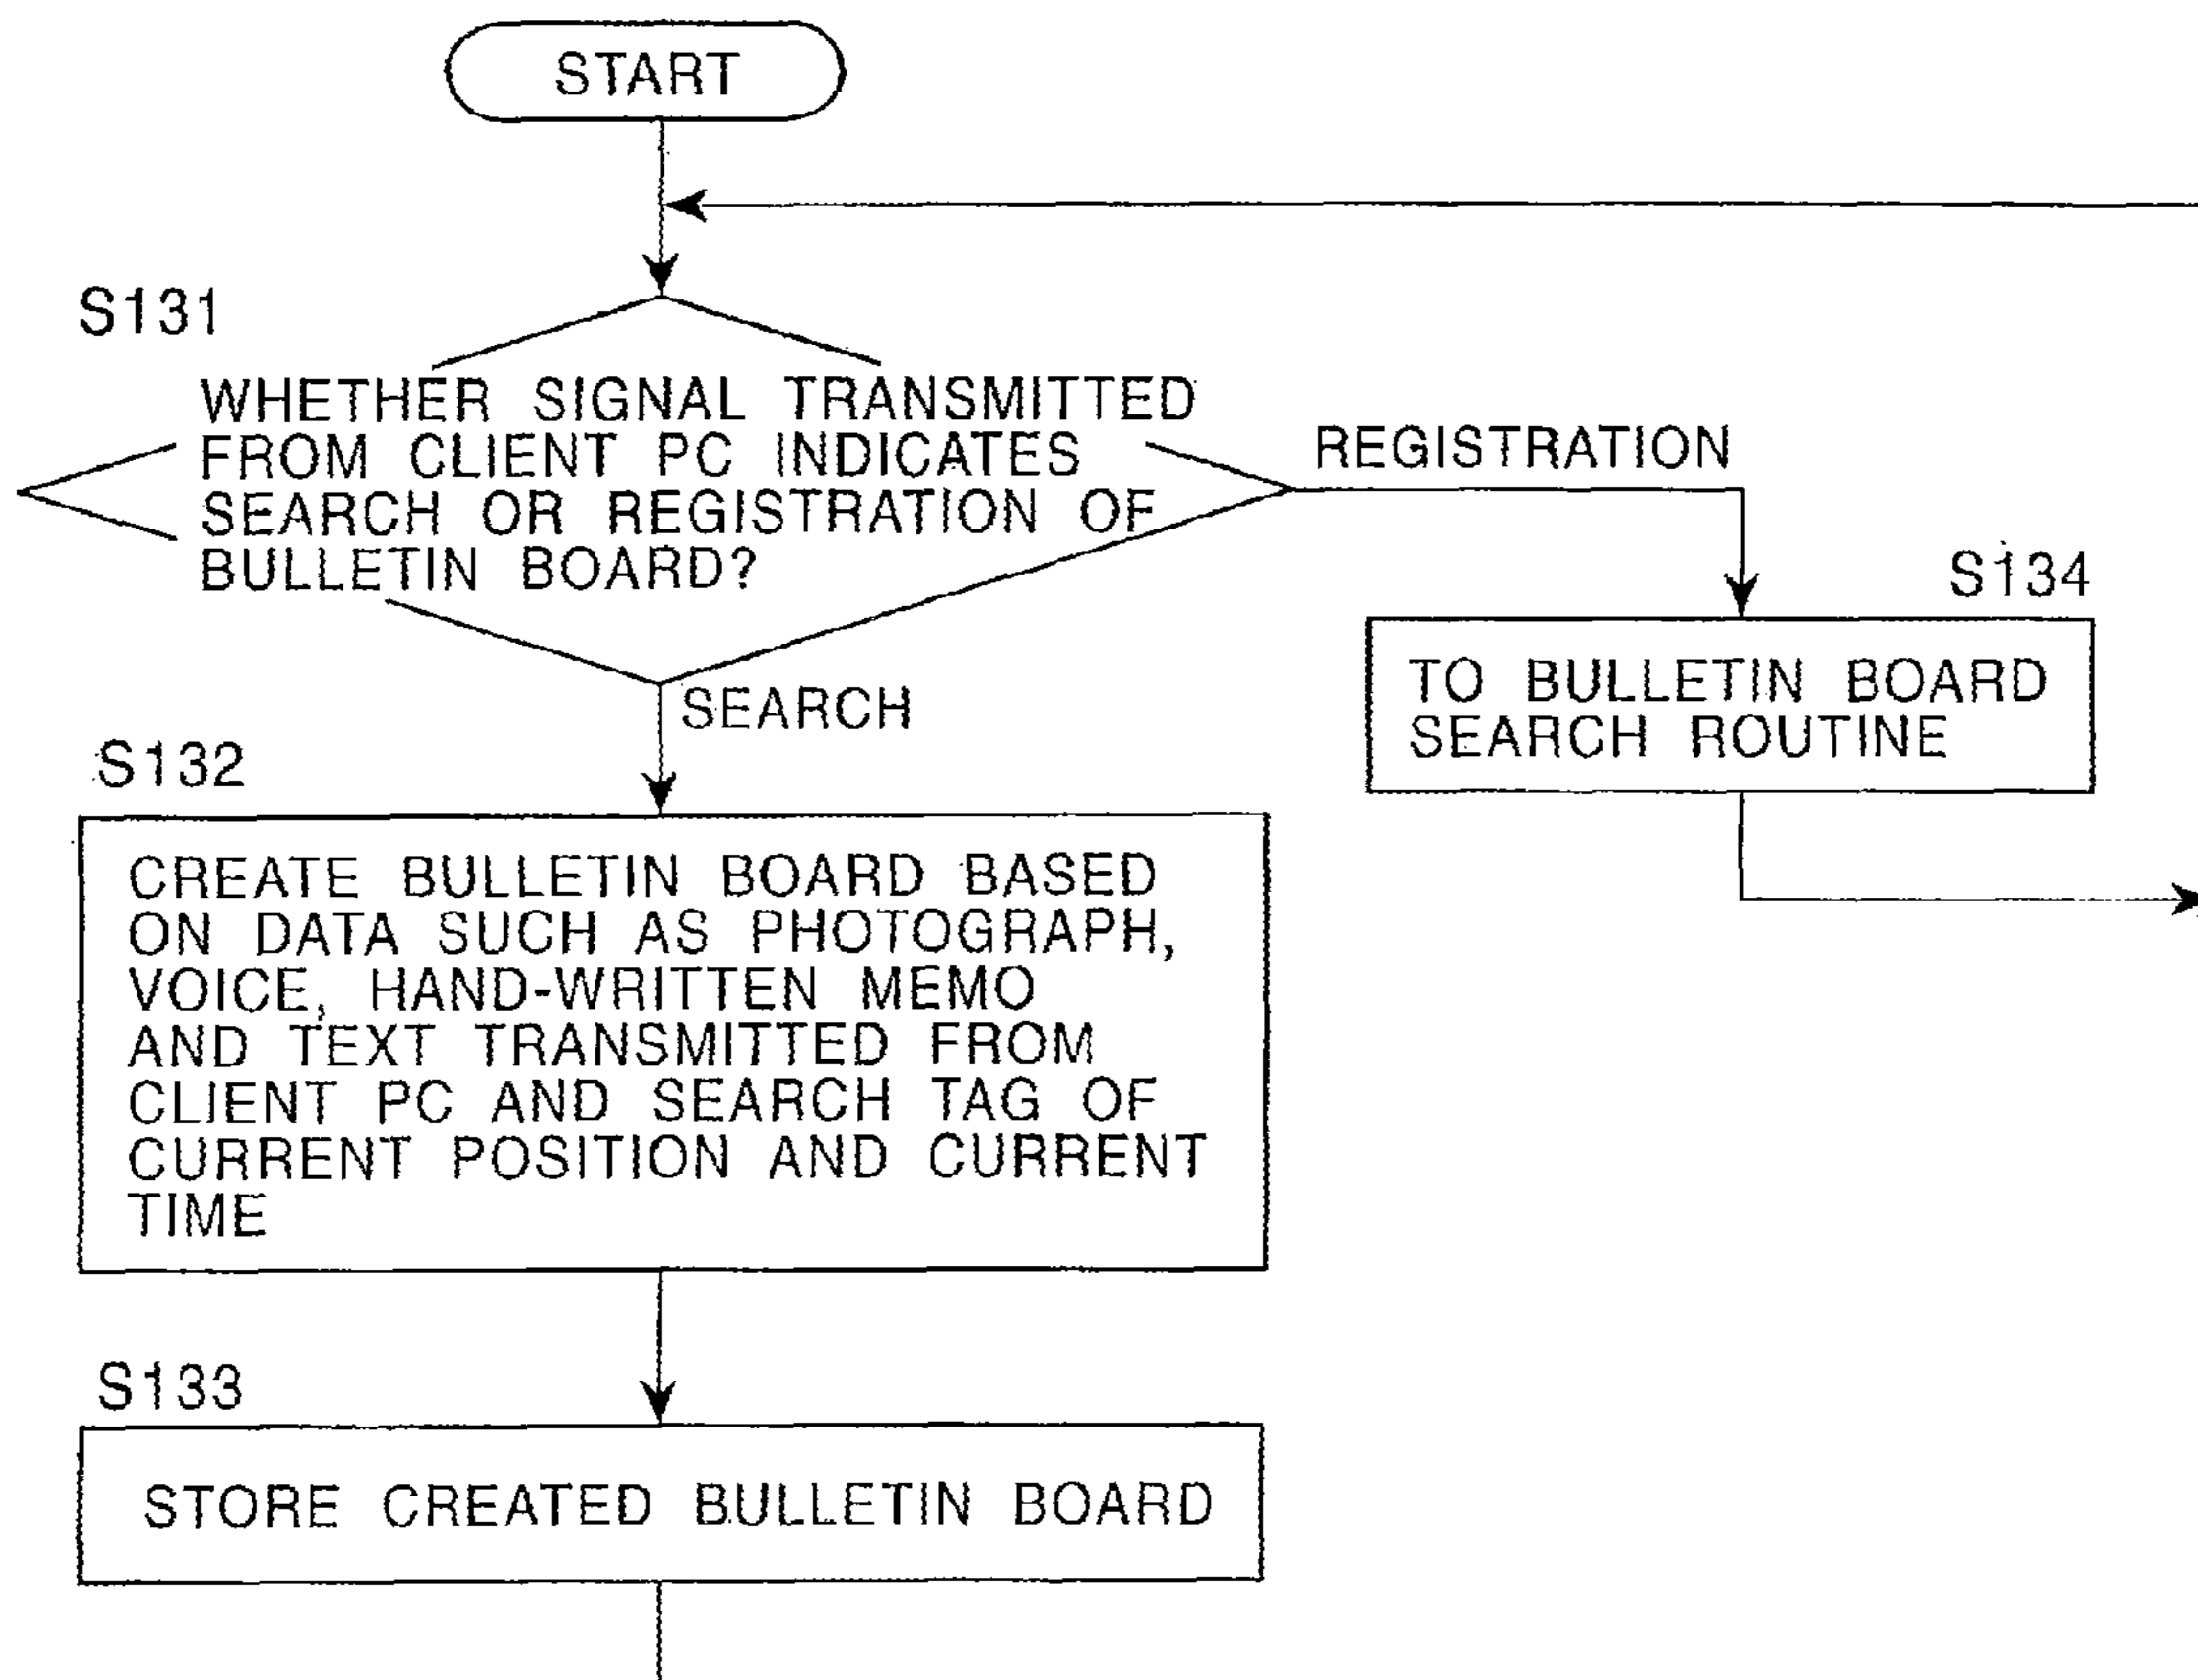 START
S131
WHETHER SIGNAL TRANSMITTED
FROM CLIENT PC INDICATES
SEARCH OR REGISTRATION OF
BULLETIN BOARD?
REGISTRATION
S134
TO BULLETIN BOARD
SEARCH ROUTINE
SEARCH
S132
CREATE BULLETIN BOARD BASED
ON DATA SUCH AS PHOTOGRAPH,
VOICE, HAND-WRITTEN MEMO
AND TEXT TRANSMITTED FROM
CLIENT PC AND SEARCH TAG OF
CURRENT POSITION AND CURRENT
TIME
S133
STORE CREATED BULLETIN BOARD